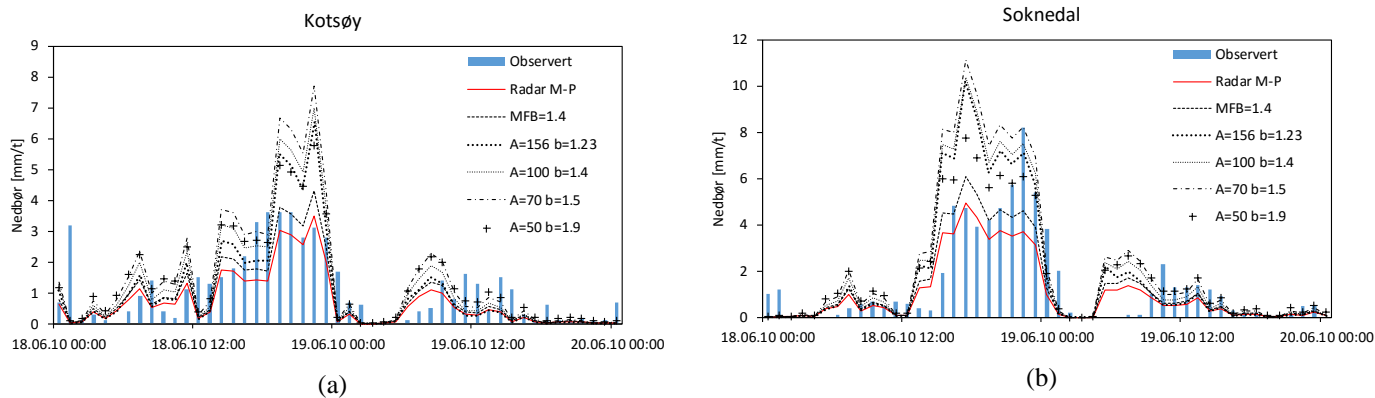 Kotsøy
Nedbør [mm/t]
9
8
7
6
5
4
3
2
1
0
Observert
Radar M-P
MFB=1.4
A=156 b=1.23
A=100 b=1.4
A=70 b=1.5
A=50 b=1.9
18.06.10 00:00
18.06.10 12:00
19.06.10 00:00
19.06.10 12:00
20.06.10 00:00
(a)
Soknedal
Nedbør [mm/t]
12
10
8
6
4
2
0
Observert
Radar M-P
MFB=1.4
A=156 b=1.23
A=100 b=1.4
A=70 b=1.5
A=50 b=1.9
18.06.10 00:00
18.06.10 12:00
19.06.10 00:00
19.06.10 12:00
20.06.10 00:00
(b)